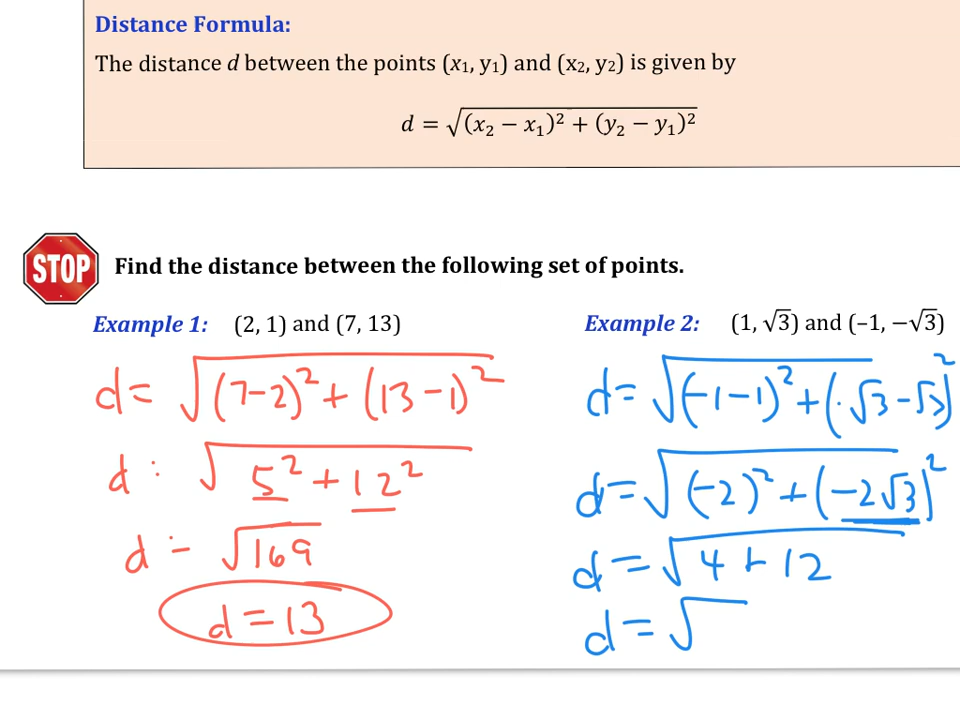 Distance Formula:
The distance d between the points (x₁, y₁) and (x₂, y₂) is given by
d = √((x₂ − x₁)² + (y₂ − y₁)²)
STOP Find the distance between the following set of points.
Example 1: (2, 1) and (7, 13)
d = √((7-2)² + (13-1)²)
d = √(5² + 12²)
d = √169
d = 13
Example 2: (1, √3) and (–1, −√3)
d = √((-1-1)² + (-√3-√3)²)
d = √((-2)² + (-2√3)²)
d = √(4 + 12)
d = √